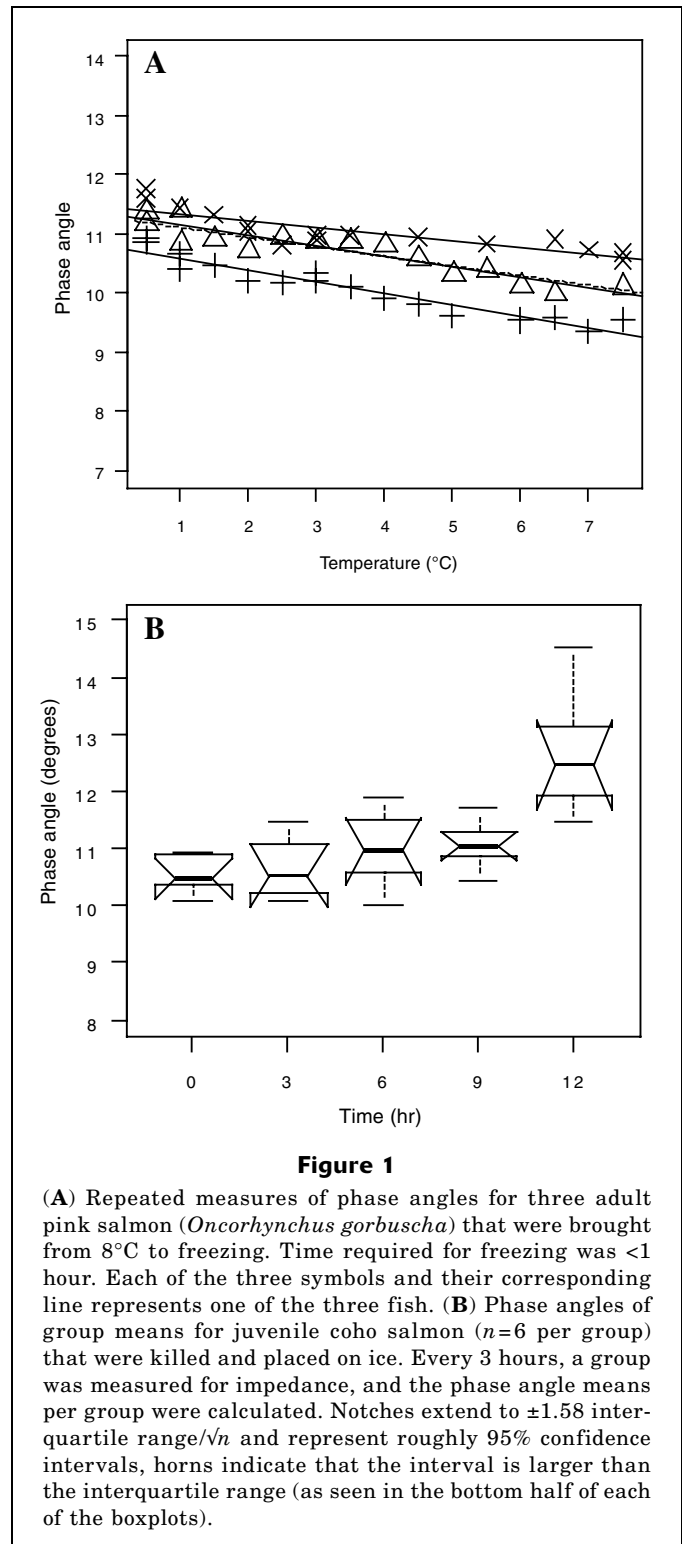 A
14
13
12
11
10
9
8
7
Phase angle
1 2 3 4 5 6 7
Temperature (°C)
B
15
14
13
12
11
10
9
8
Phase angle (degrees)
0 3 6 9 12
Time (hr)
Figure 1
(A) Repeated measures of phase angles for three adult
pink salmon (Oncorhynchus gorbuscha) that were brought
from 8°C to freezing. Time required for freezing was <1
hour. Each of the three symbols and their corresponding
line represents one of the three fish. (B) Phase angles of
group means for juvenile coho salmon (n=6 per group)
that were killed and placed on ice. Every 3 hours, a group
was measured for impedance, and the phase angle means
per group were calculated. Notches extend to ±1.58 inter-
quartile range/√n and represent roughly 95% confidence
intervals, horns indicate that the interval is larger than
the interquartile range (as seen in the bottom half of each
of the boxplots).